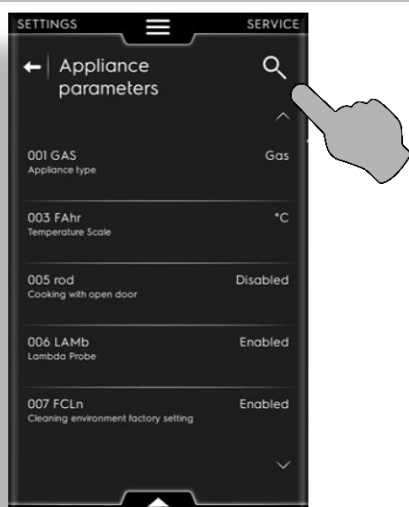 SETTINGS SERVICE
Appliance
parameters
001 GAS Gas
Appliance type
003 FAhr °C
Temperature Scale
005 rod Disabled
Cooking with open door
006 LAMb Enabled
Lambda Probe
007 FCLn Enabled
Cleaning environment factory setting